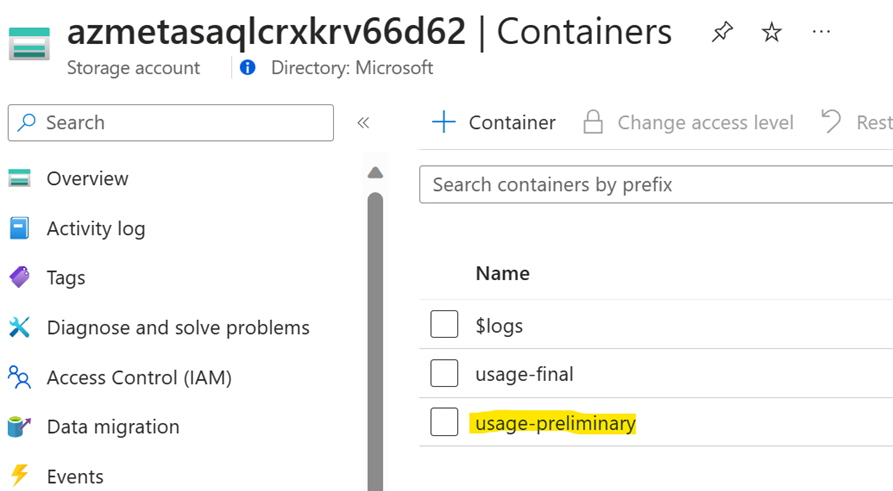 azmetasaqlcrxkrv66d62 | Containers
Storage account
Directory: Microsoft
Search
Container
Change access level
Rest
Search containers by prefix
Overview
Activity log
Tags
Diagnose and solve problems
Access Control (IAM)
Data migration
Events
Name
$logs
usage-final
usage-preliminary